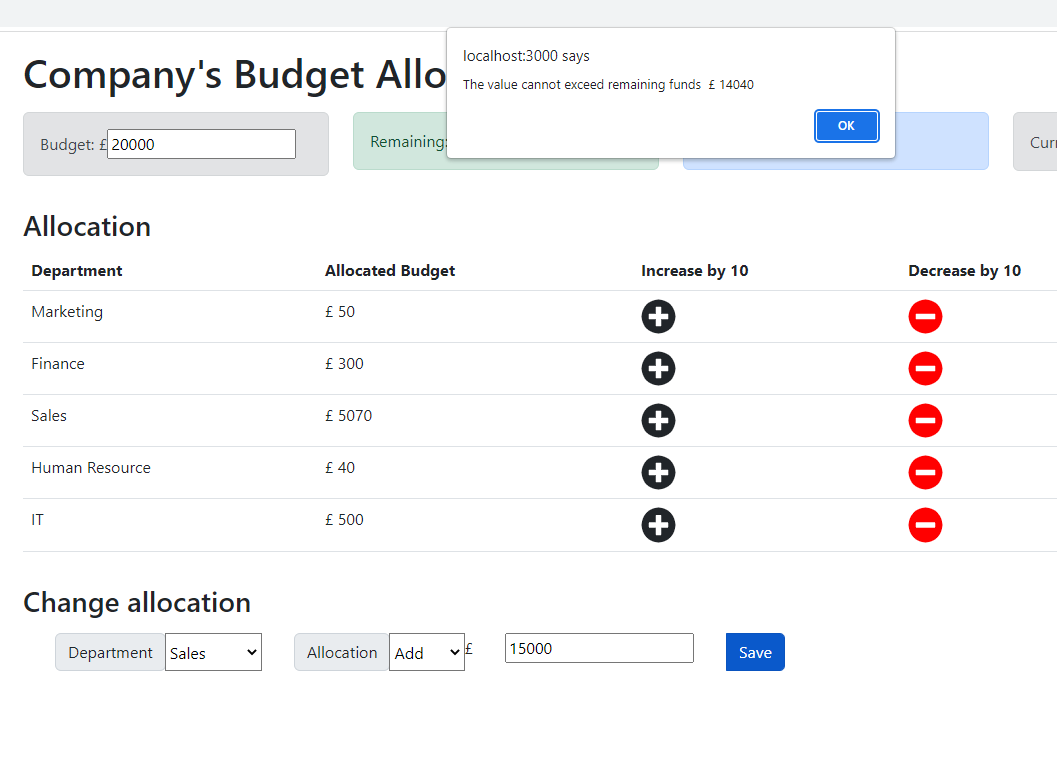 localhost:3000 says
The value cannot exceed remaining funds £ 14040
OK
Company's Budget Allo
Budget: £ 20000
Remaining:
Curr
Allocation
Department Allocated Budget Increase by 10 Decrease by 10
Marketing £ 50
Finance £ 300
Sales £ 5070
Human Resource £ 40
IT £ 500
Change allocation
Department Sales Allocation Add £ 15000 Save